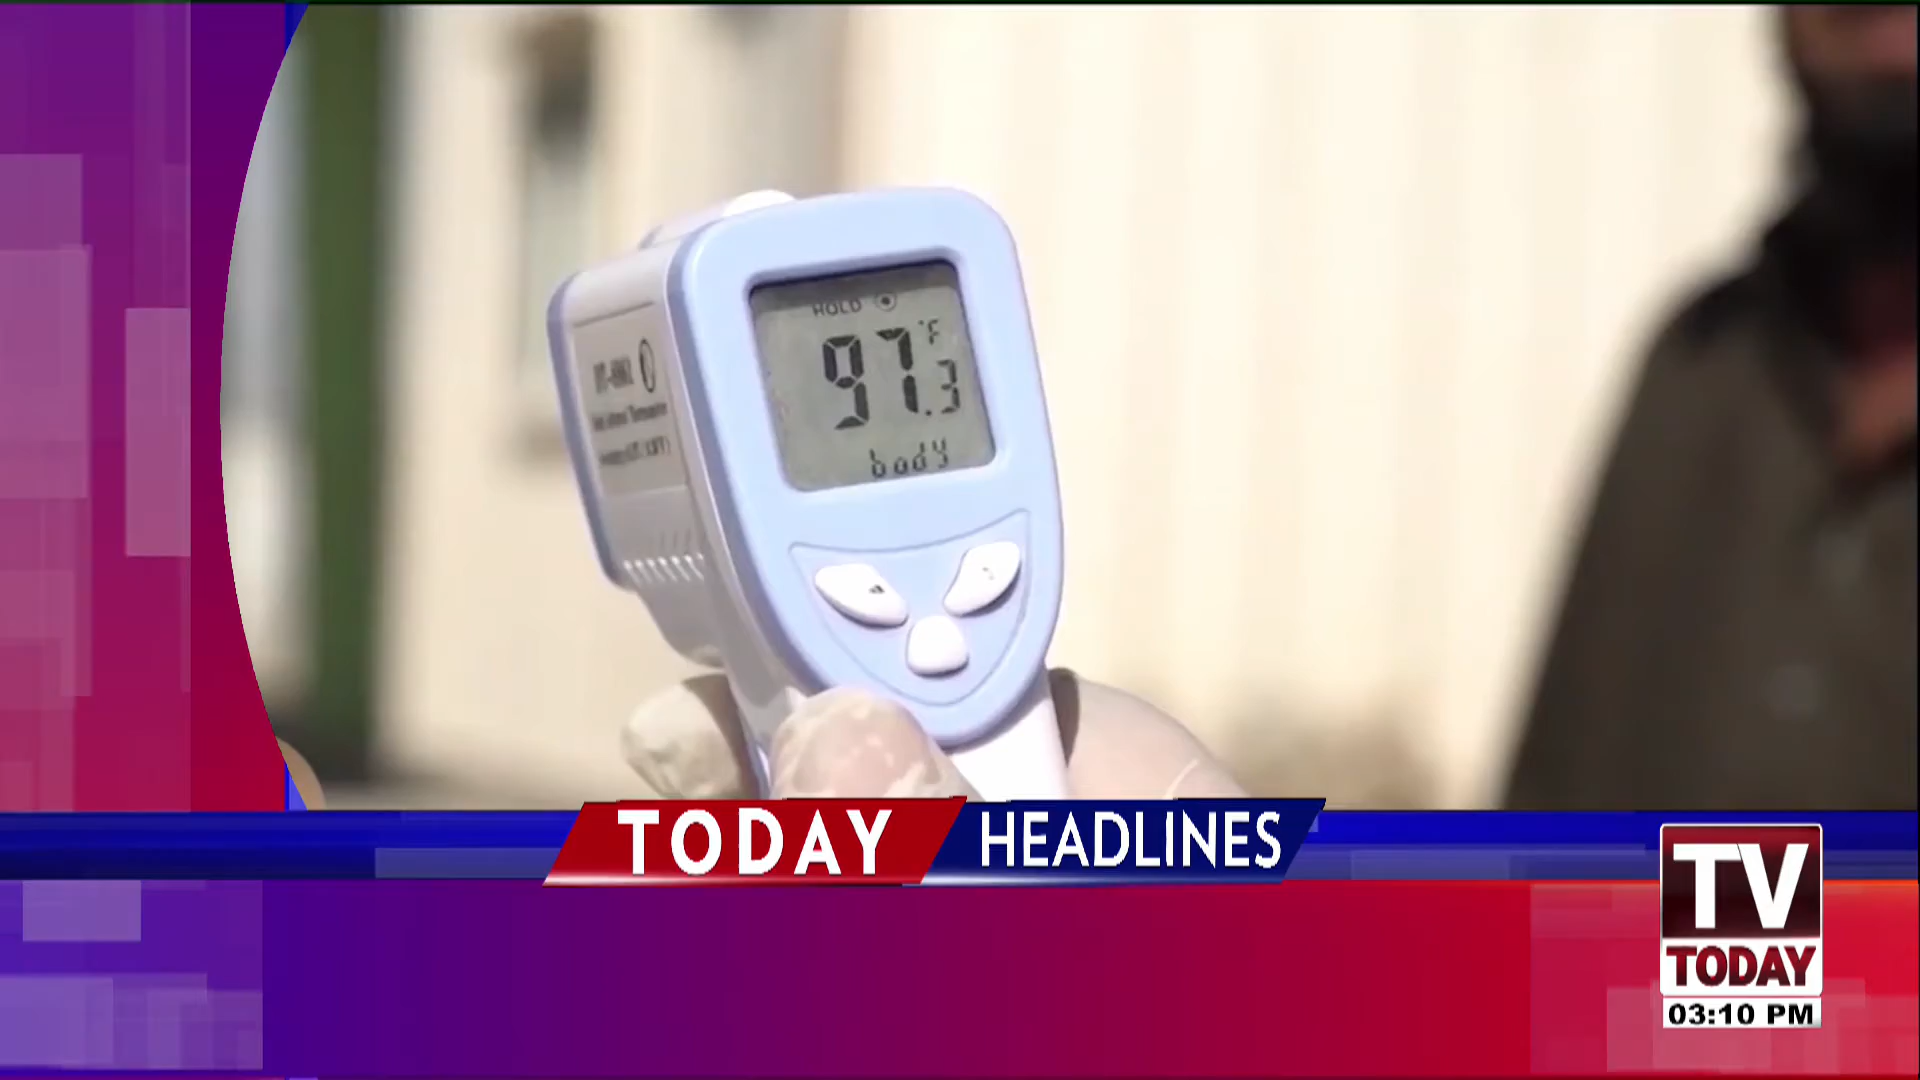 HOLD
97.3 °F
body
TODAY HEADLINES
TV
TODAY
03:10 PM